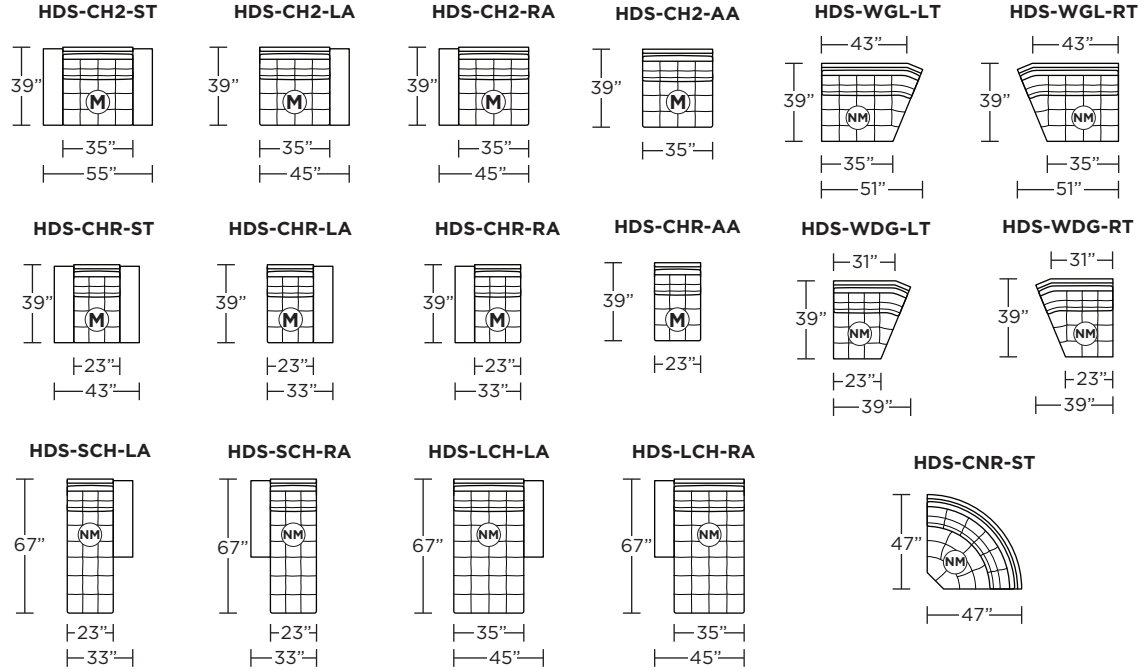 HDS-CH2-ST HDS-CH2-LA HDS-CH2-RA HDS-CH2-AA HDS-WGL-LT HDS-WGL-RT
43” 43”
39” 39” 39” 39” 39” 39”
M M M M NM NM
35” 35” 35” 35” 35” 35”
55” 45” 45” 51” 51”
HDS-CHR-ST HDS-CHR-LA HDS-CHR-RA HDS-CHR-AA HDS-WDG-LT HDS-WDG-RT
31” 31”
39” 39” 39” 39” 39” 39”
M M M M NM NM
23” 23” 23” 23” 23” 23”
43” 33” 33” 39” 39”
HDS-SCH-LA HDS-SCH-RA HDS-LCH-LA HDS-LCH-RA HDS-CNR-ST
NM NM NM NM
67” 67” 67” 67” 47”
NM
23” 23” 35” 35” 47”
33” 33” 45” 45”